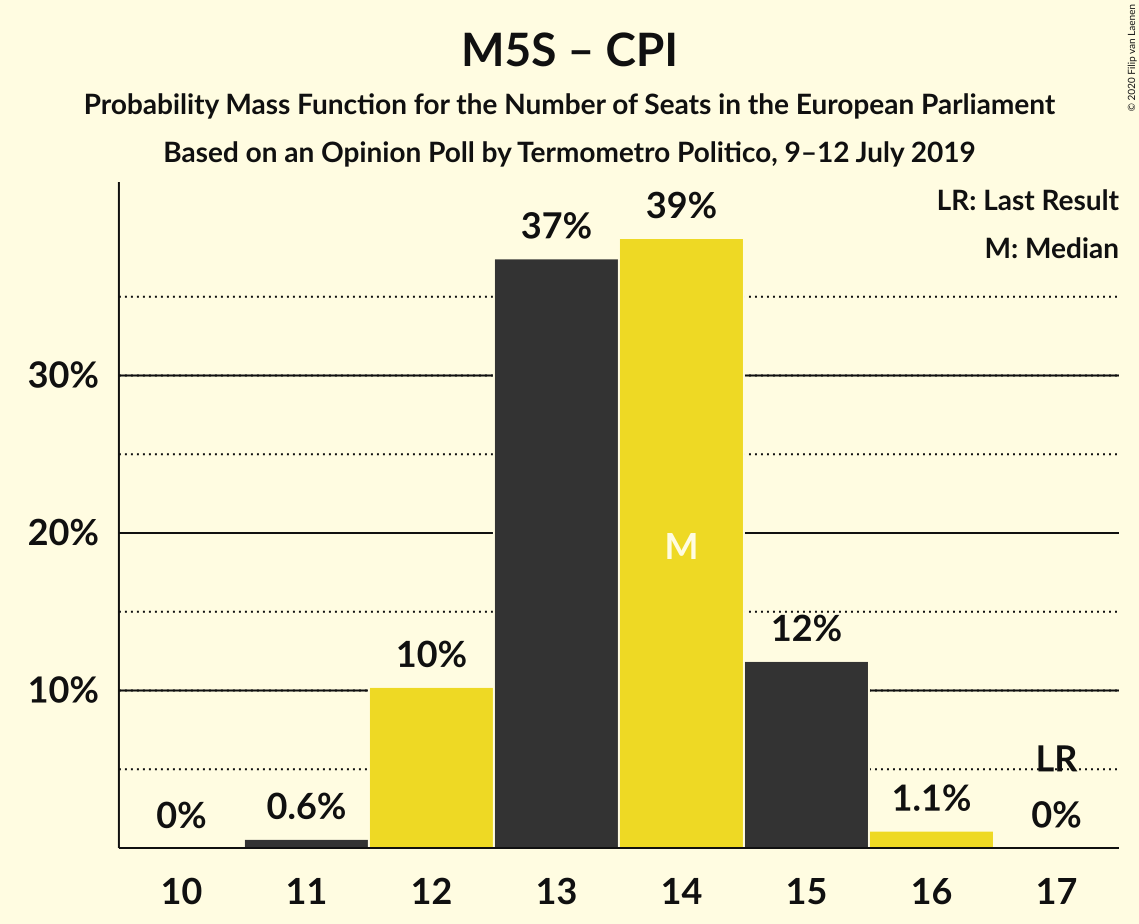 M5S – CPI
Probability Mass Function for the Number of Seats in the European Parliament
Based on an Opinion Poll by Termometro Politico, 9–12 July 2019
© 2020 Filip van Laenen
LR: Last Result
M: Median
30%
20%
10%
0%
0.6%
10%
37%
39%
M
12%
1.1%
LR
0%
10 11 12 13 14 15 16 17